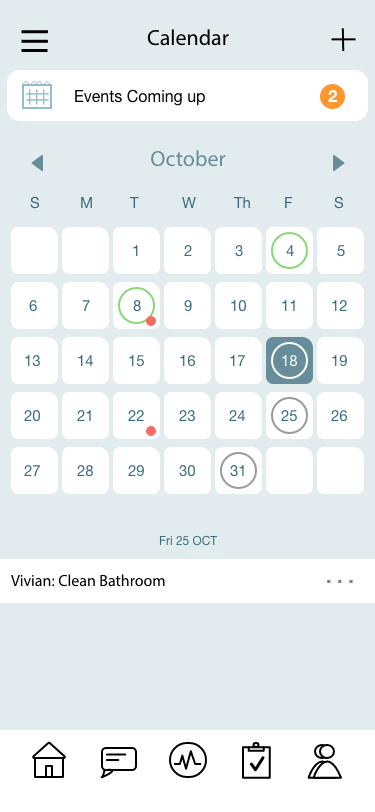 Calendar
Events Coming up 2
October
S M T W Th F S
1 2 3 4 5
6 7 8 9 10 11 12
13 14 15 16 17 18 19
20 21 22 23 24 25 26
27 28 29 30 31
Fri 25 OCT
Vivian: Clean Bathroom